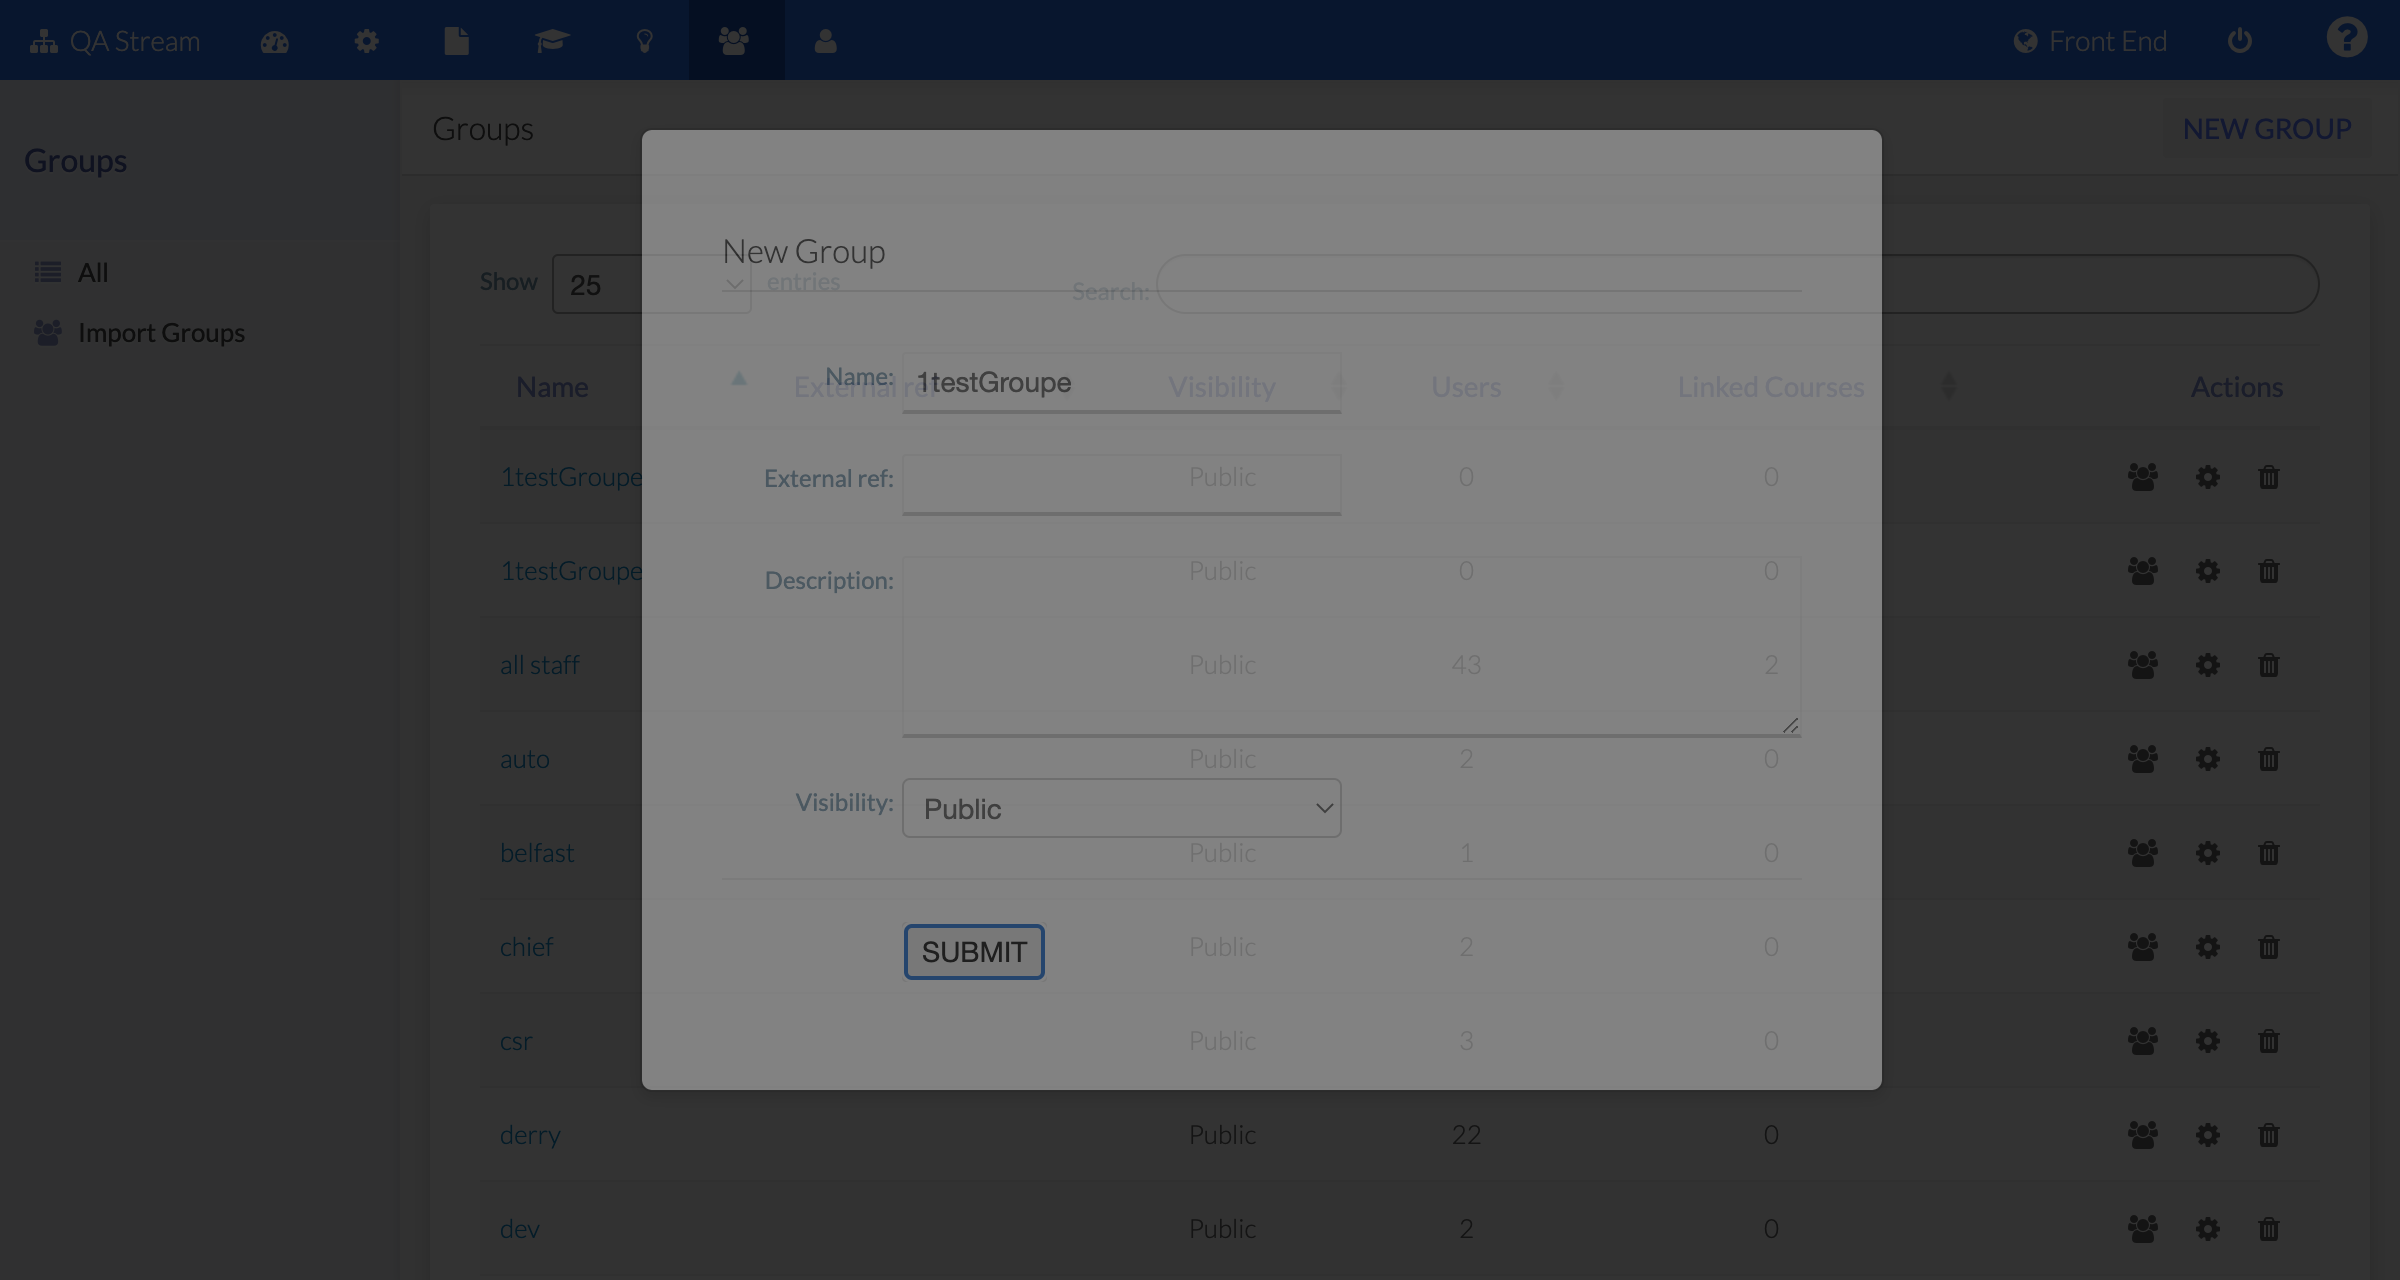 QA Stream
Front End
Groups
Groups
NEW GROUP
All
Import Groups
New Group
Show 25 entries
Search:
Name External ref Visibility Users Linked Courses Actions
Name: 1testGroupe
1testGroupe Public 0 0
External ref:
1testGroupe Public 0 0
Description:
all staff Public 43 2
auto Public 2 0
Visibility: Public
belfast Public 1 0
chief Public 2 0
SUBMIT
csr Public 3 0
derry Public 22 0
dev Public 2 0